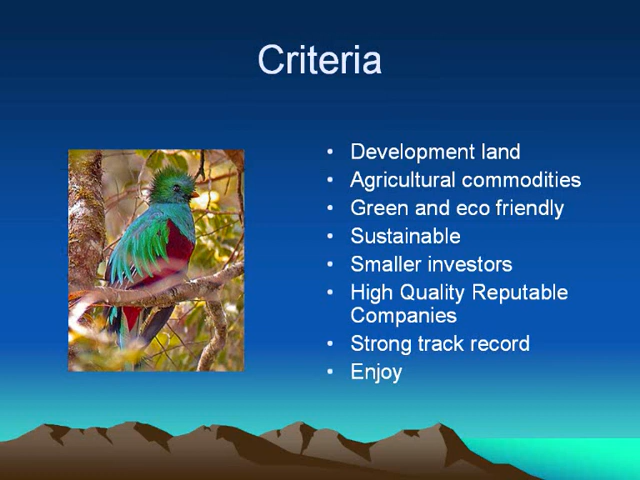 Criteria
• Development land
• Agricultural commodities
• Green and eco friendly
• Sustainable
• Smaller investors
• High Quality Reputable
Companies
• Strong track record
• Enjoy